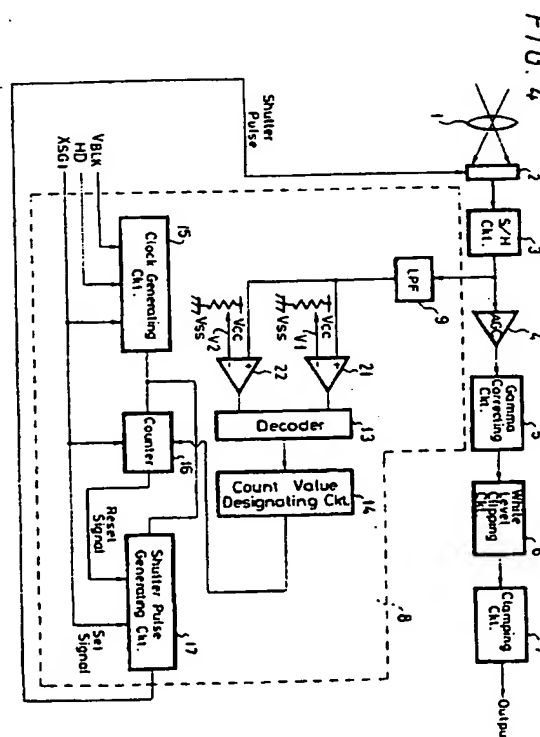 FIG. 4
1
2
S/H
Ckt.
3
AGC
4
Gamma
Correcting
Ckt.
5
White
Level
Clipping
Ckt.
6
Clamping
Ckt.
Output
LPF
9
Vcc
V1
Vss
21
Vcc
V2
Vss
22
Decoder
13
Count Value
Designating Ckt.
14
8
Shutter
Pulse
VBLK
HD
XSG1
15
Clock Generating
Ckt.
Counter
16
Reset
Signal
Set
Signal
Shutter Pulse
Generating Ckt.
17